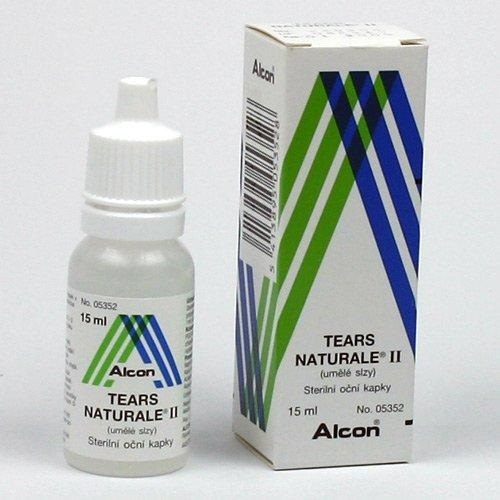 No. 05352
15 ml
Alcon
TEARS
NATURALE® II
(umělé slzy)
Sterilní oční kapky
Alcon®
5413895053528
TEARS
NATURALE® II
(umělé slzy)
Sterilní oční kapky
15 ml No. 05352
Alcon®